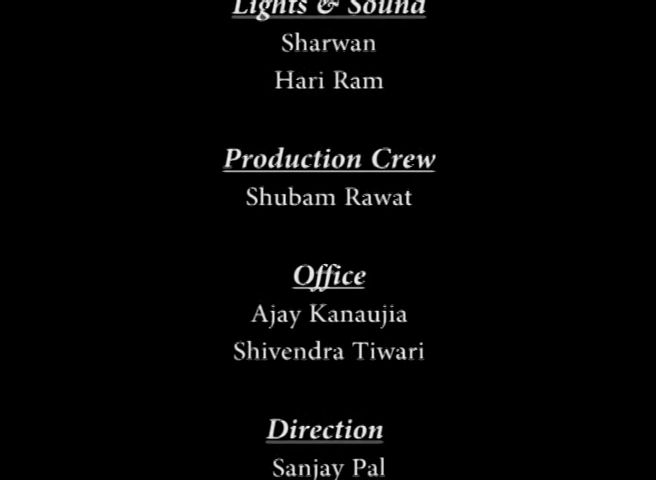 Lights & Sound
Sharwan
Hari Ram
Production Crew
Shubam Rawat
Office
Ajay Kanaujia
Shivendra Tiwari
Direction
Sanjay Pal